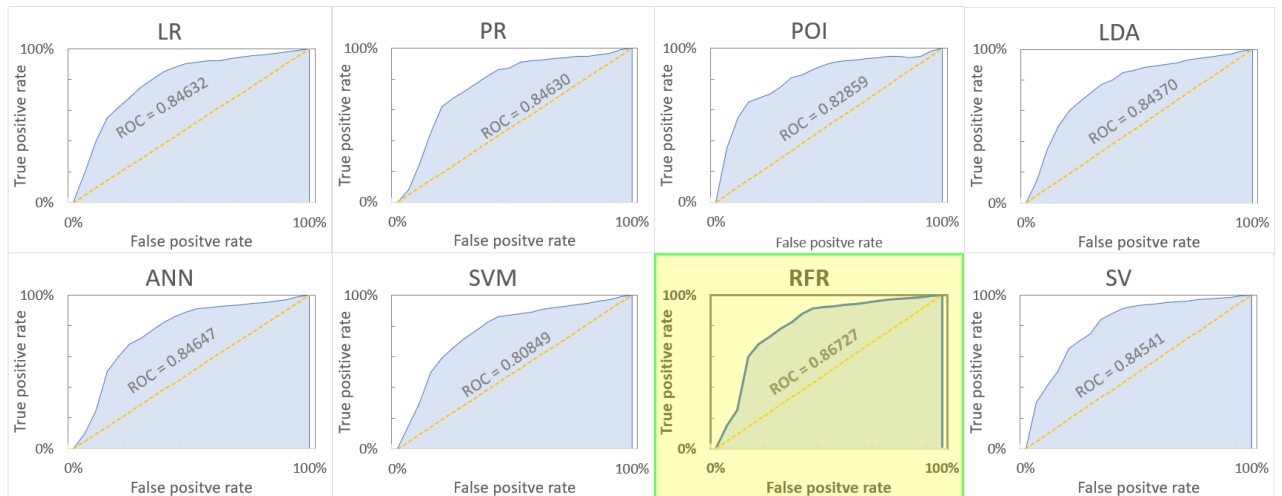 LR
100%
True positive rate
ROC = 0.84632
0%
0%
100%
False positve rate
PR
100%
True positive rate
ROC = 0.84630
0%
0%
100%
False positve rate
POI
100%
True positive rate
ROC = 0.82859
0%
0%
100%
False positve rate
LDA
100%
True positive rate
ROC = 0.84370
0%
0%
100%
False positve rate
ANN
100%
True positive rate
ROC = 0.84647
0%
0%
100%
False positve rate
SVM
100%
True positive rate
ROC = 0.80849
0%
0%
100%
False positve rate
RFR
100%
True positive rate
ROC = 0.86727
0%
0%
100%
False positve rate
SV
100%
True positive rate
ROC = 0.84541
0%
0%
100%
False positve rate